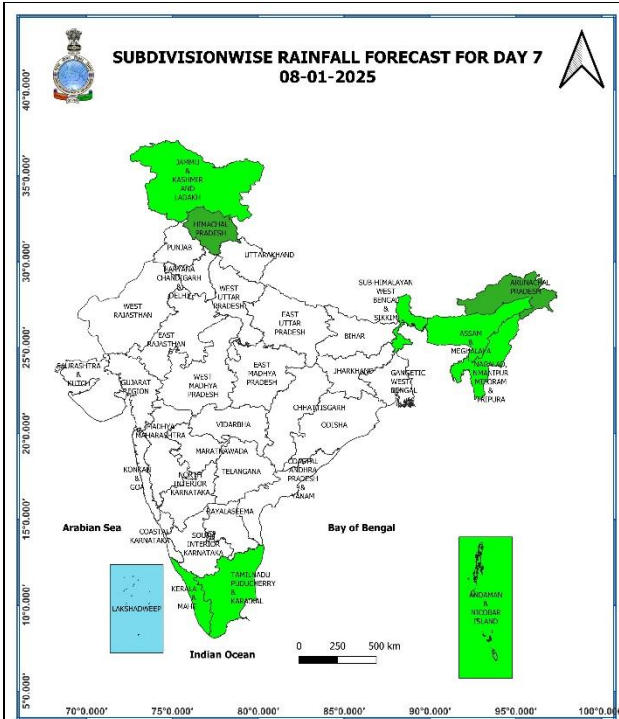 SUBDIVISIONWISE RAINFALL FORECAST FOR DAY 7
08-01-2025
40°0.000'
35°0.000'
30°0.000'
25°0.000'
20°0.000'
15°0.000'
10°0.000'
5°0.000'
JAMMU
&
KASHMIR
AND
LADAKH
HIMACHAL
PRADESH
PUNJAB
UTTARAKHAND
HARYANA
CHANDIGARH
&
DELHI
WEST
UTTAR
PRADESH
WEST
RAJASTHAN
EAST
RAJASTHAN
EAST
UTTAR
PRADESH
SUB-HIMALAYAN
WEST
BENGAL
&
SIKKIM
ARUNACHAL
PRADESH
ASSAM
&
MEGHALAYA
MIZORAM
&
TRIPURA
BIHAR
SAURASHTRA
&
KUTCH
GUJARAT
REGION
WEST
MADHYA
PRADESH
EAST
MADHYA
PRADESH
JHARKHAND
GANGETIC
WEST
BENGAL
CHHATTISGARH
ODISHA
MADHYA
MAHARASHTRA
VIDARBHA
MARATHWADA
KONKAN
&
GOA
NORTH
INTERIOR
KARNATAKA
TELANGANA
COASTAL
ANDHRA
PRADESH
&
YANAM
RAYALASEEMA
COASTAL
KARNATAKA
SOUTH
INTERIOR
KARNATAKA
Arabian Sea
Bay of Bengal
LAKSHADWEEP
KERALA
&
MAHE
TAMILNADU
PUDUCHERRY
&
KARAIKAL
ANDAMAN
&
NICOBAR
ISLAND
Indian Ocean
0 250 500 km
70°0.000' 75°0.000' 80°0.000' 85°0.000' 90°0.000' 95°0.000' 100°0.000'